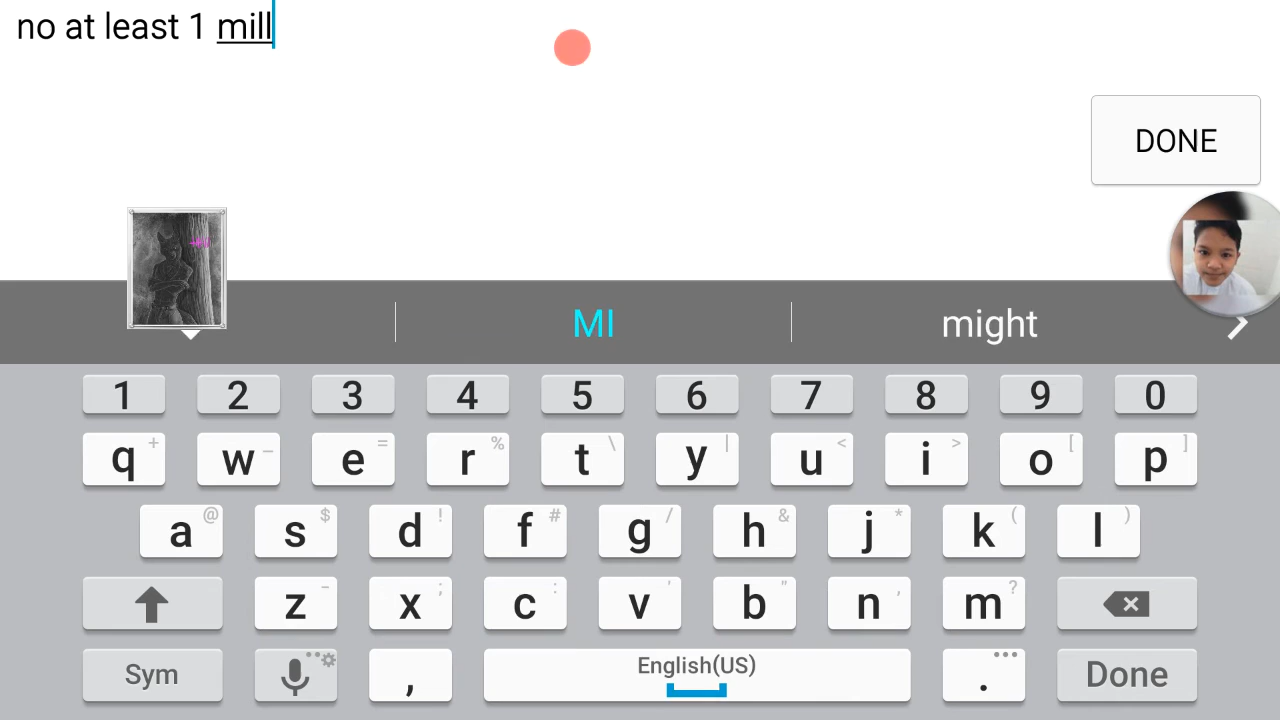 no at least 1 mill
DONE
MI might
1 2 3 4 5 6 7 8 9 0
q + w - e = r % t \ y | u < i > o [ p ]
a @ s $ d ! f # g / h & j * k ( l )
z - x ; c : v ' b " n , m ?
Sym , English(US) . Done